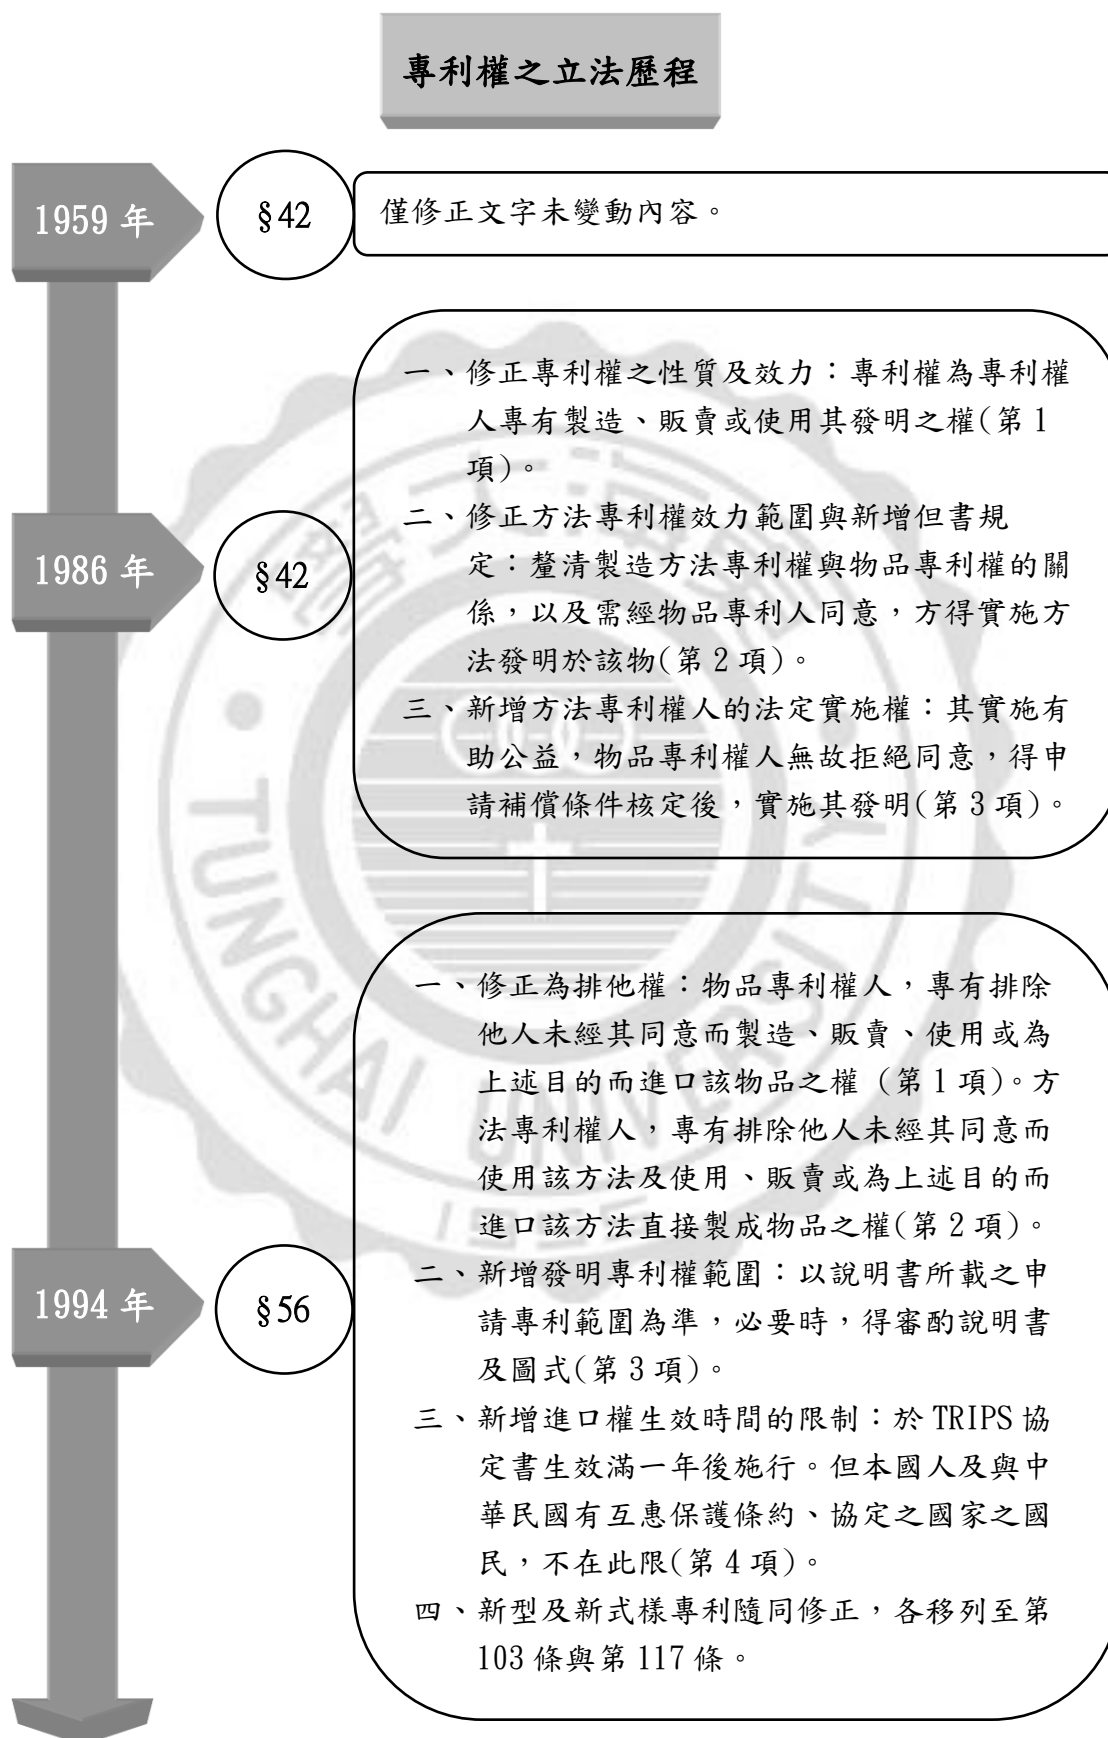 專利權之立法歷程
1959 年
§42
僅修正文字未變動內容。
1986 年
§42
一、修正專利權之性質及效力：專利權為專利權
人專有製造、販賣或使用其發明之權(第 1
項)。
二、修正方法專利權效力範圍與新增但書規
定：釐清製造方法專利權與物品專利權的關
係，以及需經物品專利人同意，方得實施方
法發明於該物(第 2 項)。
三、新增方法專利權人的法定實施權：其實施有
助公益，物品專利權人無故拒絕同意，得申
請補償條件核定後，實施其發明(第 3 項)。
1994 年
§56
一、修正為排他權：物品專利權人，專有排除
他人未經其同意而製造、販賣、使用或為
上述目的而進口該物品之權 (第 1 項)。方
法專利權人，專有排除他人未經其同意而
使用該方法及使用、販賣或為上述目的而
進口該方法直接製成物品之權(第 2 項)。
二、新增發明專利權範圍：以說明書所載之申
請專利範圍為準，必要時，得審酌說明書
及圖式(第 3 項)。
三、新增進口權生效時間的限制：於 TRIPS 協
定書生效滿一年後施行。但本國人及與中
華民國有互惠保護條約、協定之國家之國
民，不在此限(第 4 項)。
四、新型及新式樣專利隨同修正，各移列至第
103 條與第 117 條。
TUNGHAI UNIVERSITY
1955